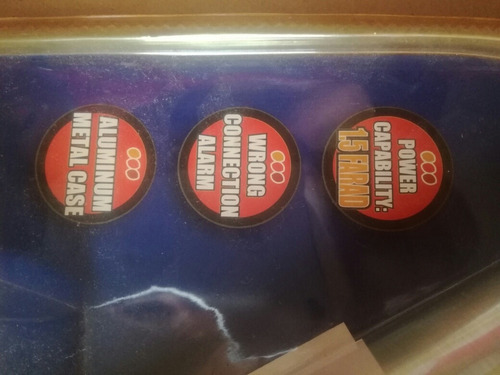 POWER
CAPABILITY:
1.5 FARAD
WRONG
CONNECTION
ALARM
ALUMINUM
METAL CASE